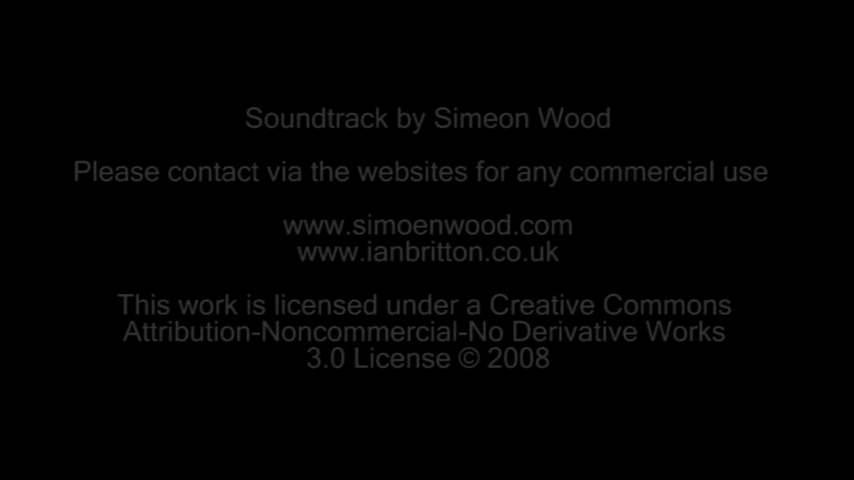 Soundtrack by Simeon Wood
Please contact via the websites for any commercial use
www.simoenwood.com
www.ianbritton.co.uk
This work is licensed under a Creative Commons
Attribution-Noncommercial-No Derivative Works
3.0 License © 2008